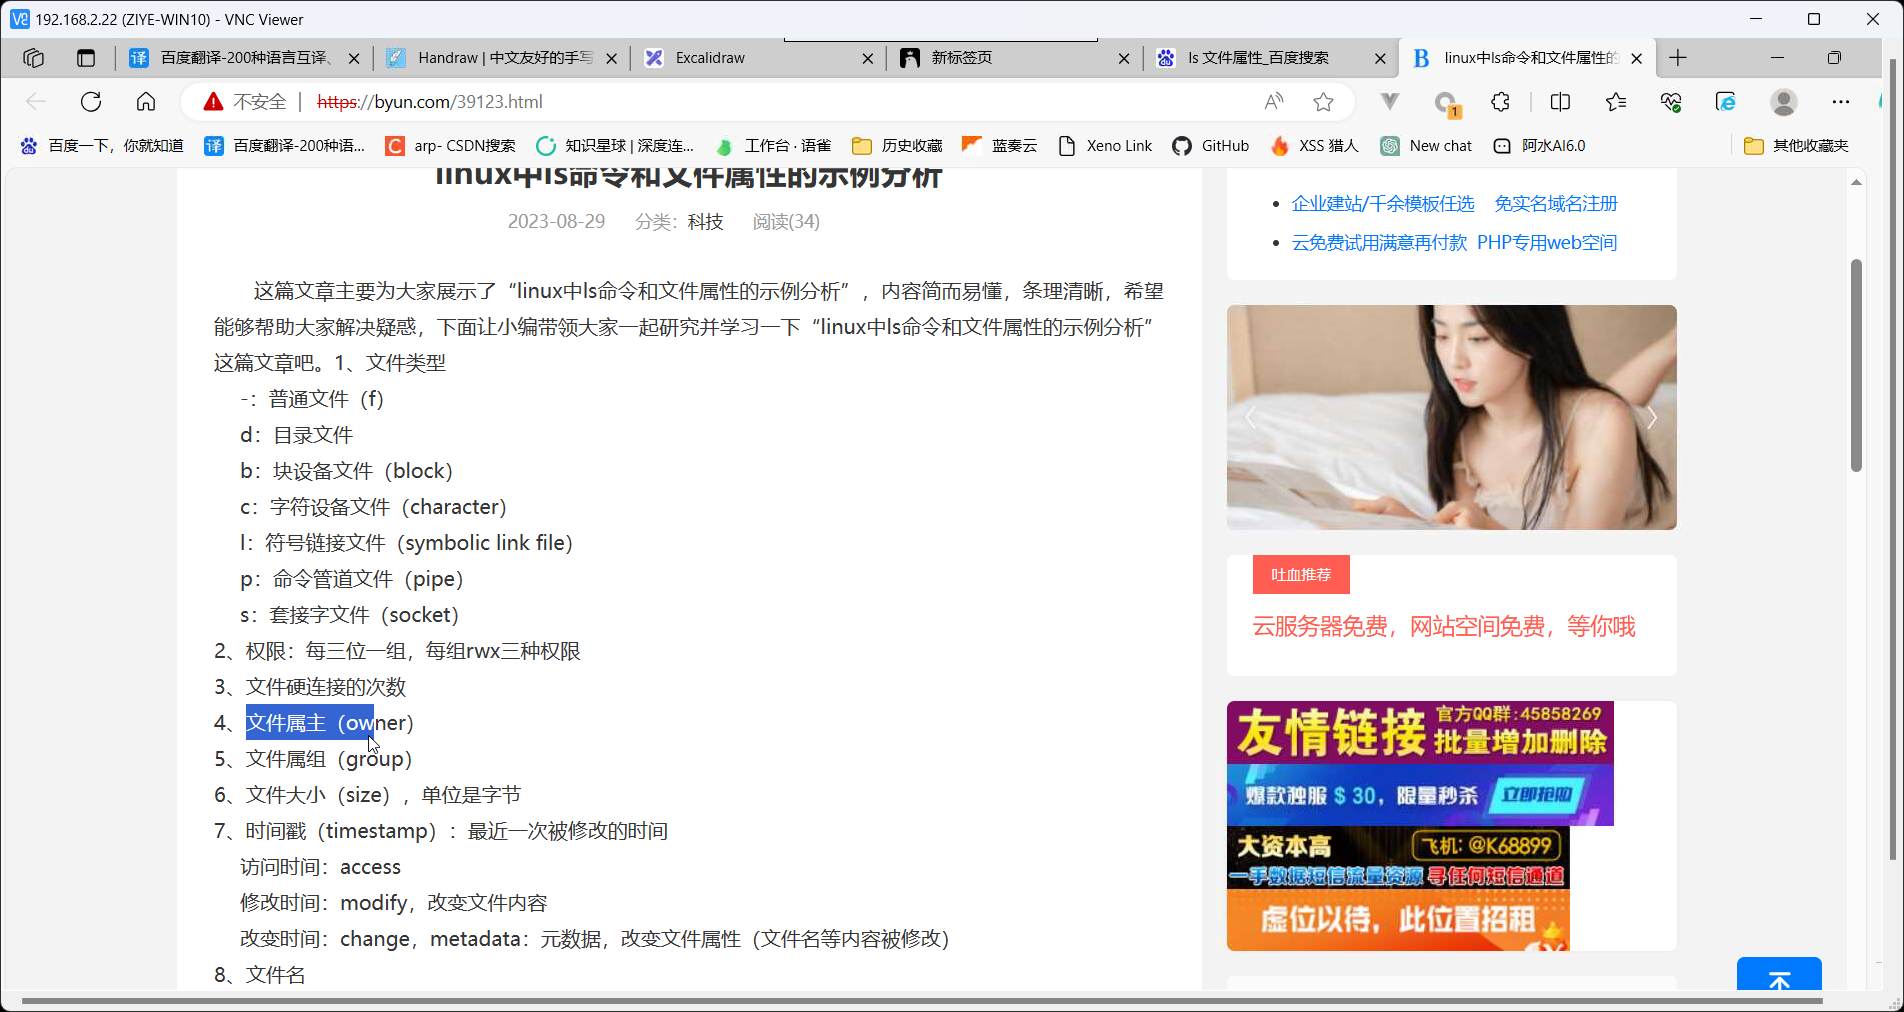 192.168.2.22 (ZIYE-WIN10) - VNC Viewer
百度翻译-200种语言互译、
Handraw | 中文友好的手写
Excalidraw
新标签页
ls 文件属性_百度搜索
linux中ls命令和文件属性的
不安全
https://byun.com/39123.html
百度一下，你就知道
百度翻译-200种语...
arp- CSDN搜索
知识星球 | 深度连...
工作台 · 语雀
历史收藏
蓝奏云
Xeno Link
GitHub
XSS 猎人
New chat
阿水AI6.0
其他收藏夹
linux中ls命令和文件属性的示例分析
2023-08-29 分类：科技 阅读(34)
这篇文章主要为大家展示了“linux中ls命令和文件属性的示例分析”，内容简而易懂，条理清晰，希望
能够帮助大家解决疑惑，下面让小编带领大家一起研究并学习一下“linux中ls命令和文件属性的示例分析”
这篇文章吧。1、文件类型
-：普通文件（f）
d：目录文件
b：块设备文件（block）
c：字符设备文件（character）
l：符号链接文件（symbolic link file）
p：命令管道文件（pipe）
s：套接字文件（socket）
2、权限：每三位一组，每组rwx三种权限
3、文件硬连接的次数
4、文件属主（owner）
5、文件属组（group）
6、文件大小（size），单位是字节
7、时间戳（timestamp）：最近一次被修改的时间
访问时间：access
修改时间：modify，改变文件内容
改变时间：change，metadata：元数据，改变文件属性（文件名等内容被修改）
8、文件名
企业建站/千余模板任选 免实名域名注册
云免费试用满意再付款 PHP专用web空间
吐血推荐
云服务器免费，网站空间免费，等你哦
友情链接
官方QQ群:45858269
批量增加删除
爆款独服 $ 30，限量秒杀
立即抢购
大资本高
飞机: @K68899
一手数据短信流量资源 寻任何短信通道
虚位以待，此位置招租